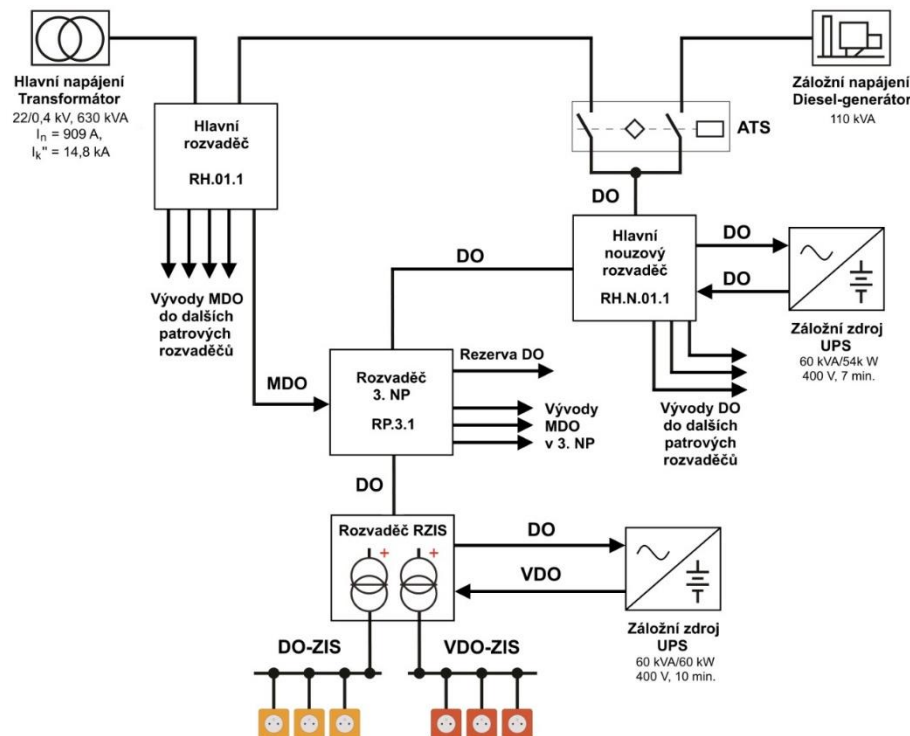 Hlavní napájení
Transformátor
22/0,4 kV, 630 kVA
In = 909 A,
Ik" = 14,8 kA
Hlavní
rozvaděč
RH.01.1
Záložní napájení
Diesel-generátor
110 kVA
ATS
DO
Hlavní
nouzový
rozvaděč
RH.N.01.1
DO
DO
DO
Záložní zdroj
UPS
60 kVA/54k W
400 V, 7 min.
Vývody MDO
do dalších
patrových
rozvaděčů
MDO
Rozvaděč
3. NP
RP.3.1
Rezerva DO
Vývody
MDO
v 3. NP
Vývody DO
do dalších
patrových
rozvaděčů
DO
Rozvaděč RZIS
+
+
DO
VDO
Záložní zdroj
UPS
60 kVA/60 kW
400 V, 10 min.
DO-ZIS
VDO-ZIS